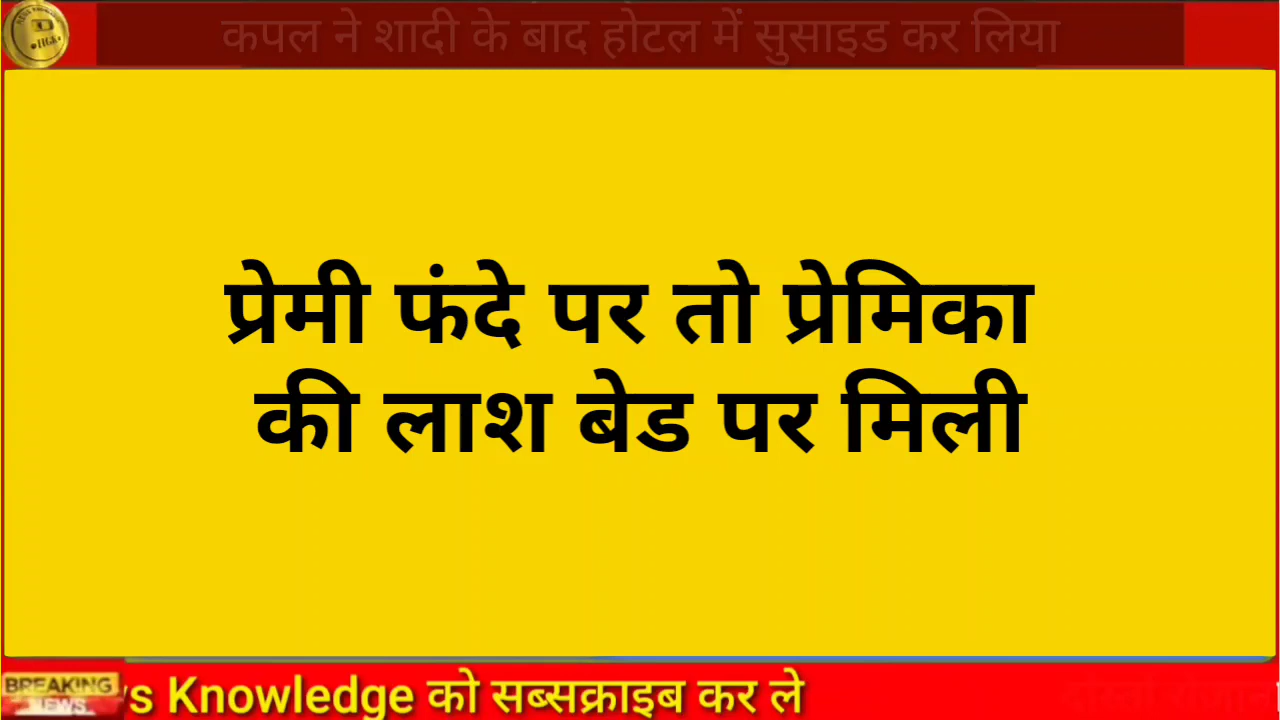 कपल ने शादी के बाद होटल में सुसाइड कर लिया
प्रेमी फंदे पर तो प्रेमिका
की लाश बेड पर मिली
BREAKING
NEWS
Knowledge को सब्सक्राइब कर ले